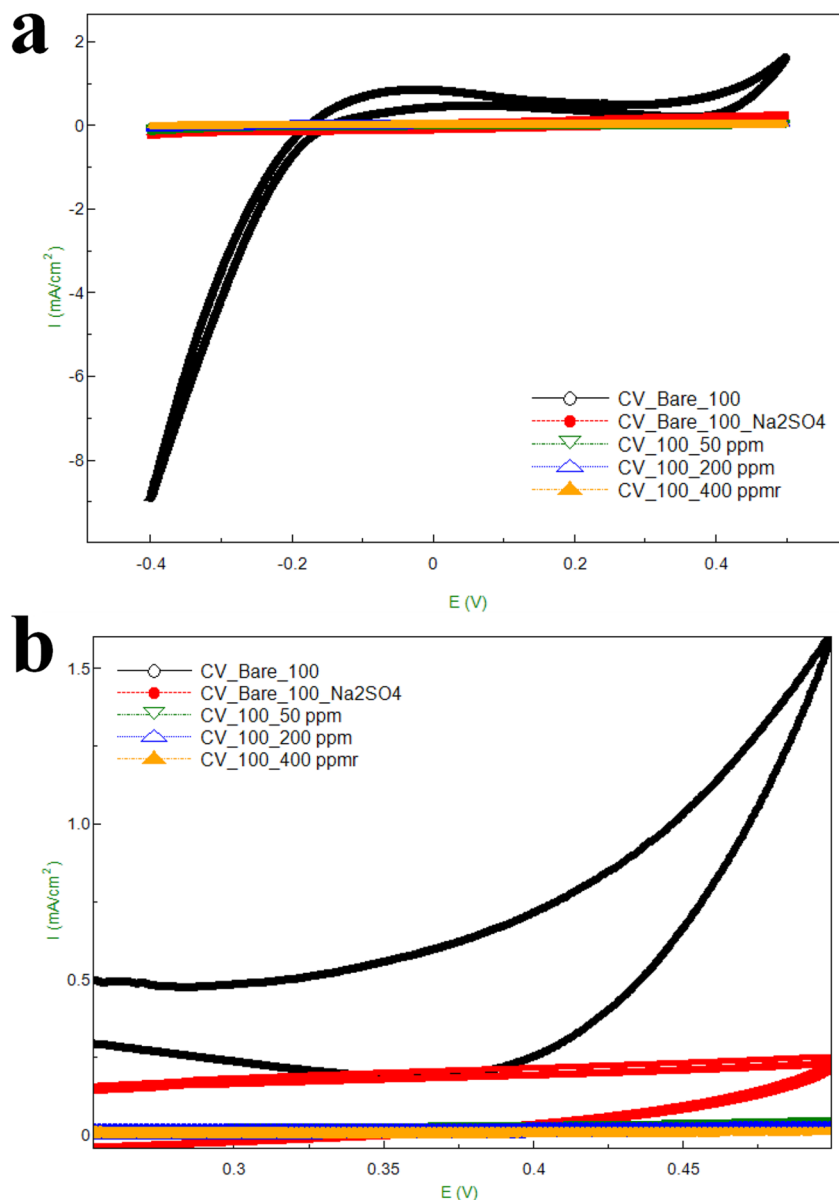 a
2
0
-2
-4
-6
-8
I (mA/cm²)
CV_Bare_100
CV_Bare_100_Na2SO4
CV_100_50 ppm
CV_100_200 ppm
CV_100_400 ppmr
-0.4
-0.2
0
0.2
0.4
E (V)
b
CV_Bare_100
CV_Bare_100_Na2SO4
CV_100_50 ppm
CV_100_200 ppm
CV_100_400 ppmr
1.5
1.0
0.5
0
I (mA/cm²)
0.3
0.35
0.4
0.45
E (V)